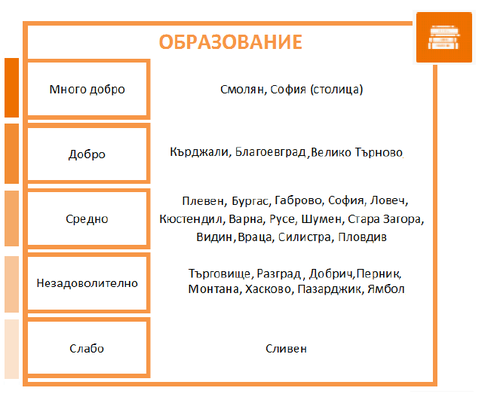 ОБРАЗОВАНИЕ
Много добро
Смолян, София (столица)
Добро
Кърджали, Благоевград,Велико Търново
Средно
Плевен, Бургас, Габрово, София, Ловеч,
Кюстендил, Варна, Русе, Шумен, Стара Загора,
Видин,Враца, Силистра, Пловдив
Незадоволително
Търговище, Разград, Добрич,Перник,
Монтана, Хасково, Пазарджик, Ямбол
Слабо
Сливен